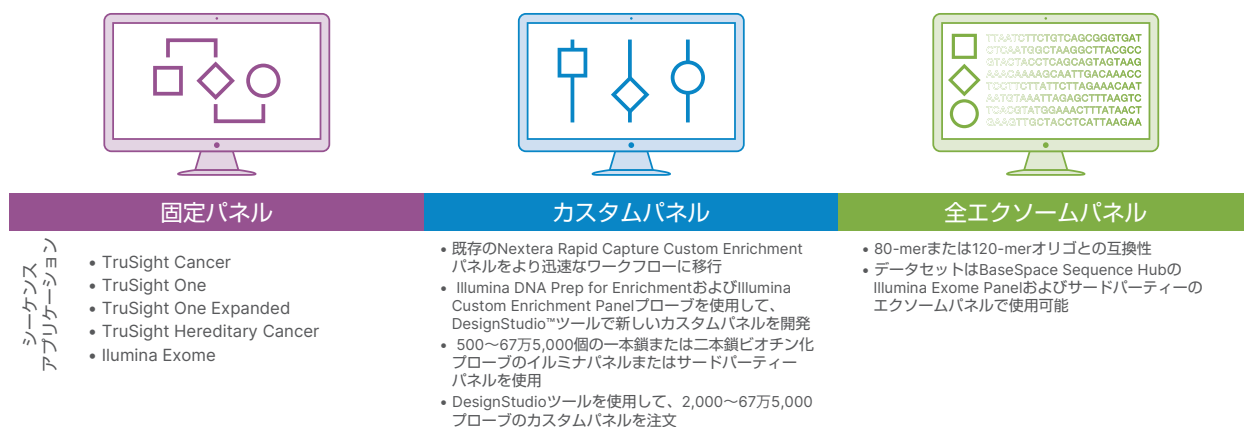 TTAATCTTCTGTCAGCGGGTGAT
CTCAATGGCTAAGGCTTACGCC
GTACTACCTCAGCAGTAGTAAG
AAACAAAAGCAATTGACAAACC
TCCTTCTTATTCTTAGAAACAAT
AATGTAAATTAGAGCTTTAAGTC
TCACGTATGGAAACTTTATAACT
GAAGTTGCTACCTCATTAAGAA
固定パネル
カスタムパネル
全エクソームパネル
シーケンス
アプリケーション
• TruSight Cancer
• TruSight One
• TruSight One Expanded
• TruSight Hereditary Cancer
• Ilumina Exome
• 既存のNextera Rapid Capture Custom Enrichment
パネルをより迅速なワークフローに移行
• Illumina DNA Prep for EnrichmentおよびIllumina
Custom Enrichment Panelプローブを使用して、
DesignStudio™ツールで新しいカスタムパネルを開発
• 500～67万5,000個の一本鎖または二本鎖ビオチン化
プローブのイルミナパネルまたはサードパーティー
パネルを使用
• DesignStudioツールを使用して、2,000～67万5,000
プローブのカスタムパネルを注文
• 80-merまたは120-merオリゴとの互換性
• データセットはBaseSpace Sequence Hubの
Illumina Exome Panelおよびサードパーティーの
エクソームパネルで使用可能